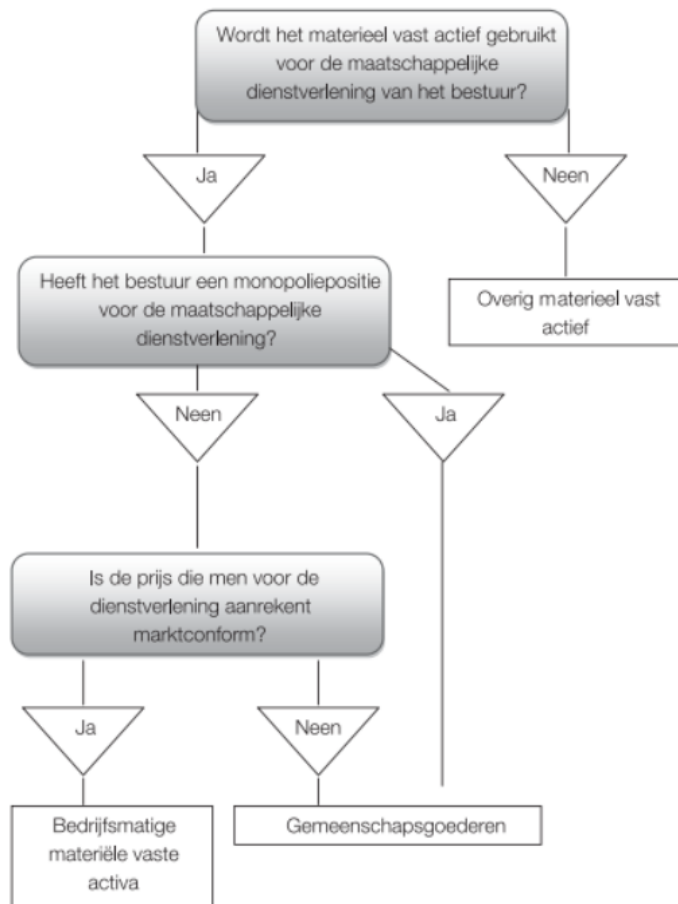 Wordt het materieel vast actief gebruikt
voor de maatschappelijke
dienstverlening van het bestuur?
Ja
Neen
Heeft het bestuur een monopoliepositie
voor de maatschappelijke
dienstverlening?
Overig materieel vast
actief
Neen
Ja
Is de prijs die men voor de
dienstverlening aanrekent
marktconform?
Ja
Neen
Bedrijfsmatige
materiële vaste
activa
Gemeenschapsgoederen